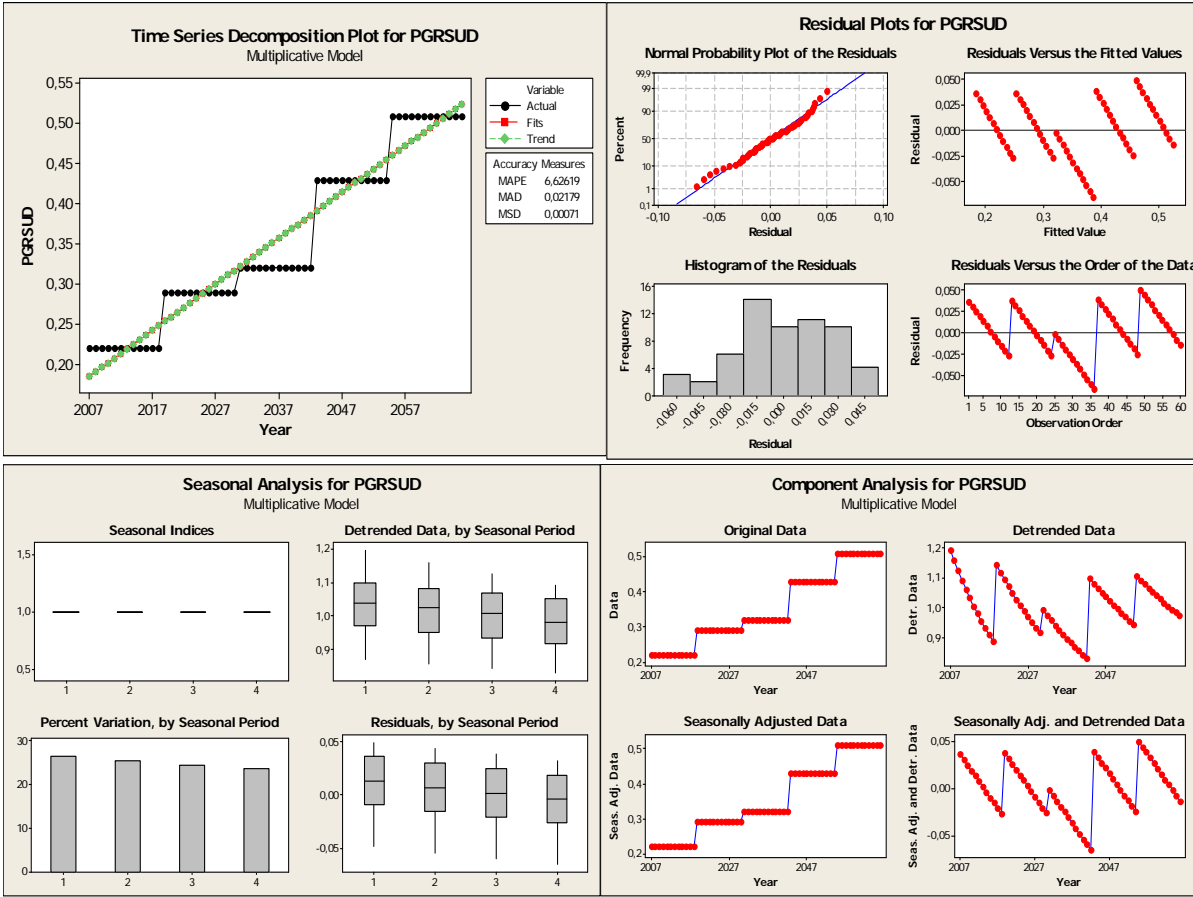 Time Series Decomposition Plot for PGRSUD
Multiplicative Model
PGRSUD
0,55
0,50
0,45
0,40
0,35
0,30
0,25
0,20
2007 2017 2027 2037 2047 2057
Year
Variable
Actual
Fits
Trend
Accuracy Measures
MAPE 6,62619
MAD 0,02179
MSD 0,00071
Residual Plots for PGRSUD
Normal Probability Plot of the Residuals
Percent
99,9
99
90
50
10
1
0,1
-0,10 -0,05 0,00 0,05 0,10
Residual
Residuals Versus the Fitted Values
Residual
0,050
0,025
0,000
-0,025
-0,050
0,2 0,3 0,4 0,5
Fitted Value
Histogram of the Residuals
Frequency
16
12
8
4
0
-0,060 -0,045 -0,030 -0,015 0,000 0,015 0,030 0,045
Residual
Residuals Versus the Order of the Data
Residual
0,050
0,025
0,000
-0,025
-0,050
1 5 10 15 20 25 30 35 40 45 50 55 60
Observation Order
Seasonal Analysis for PGRSUD
Multiplicative Model
Seasonal Indices
1,5
1,0
0,5
1 2 3 4
Detrended Data, by Seasonal Period
1,2
1,1
1,0
0,9
1 2 3 4
Percent Variation, by Seasonal Period
30
20
10
0
1 2 3 4
Residuals, by Seasonal Period
0,05
0,00
-0,05
1 2 3 4
Component Analysis for PGRSUD
Multiplicative Model
Original Data
Data
0,5
0,4
0,3
0,2
2007 2027 2047
Year
Detrended Data
Detr. Data
1,2
1,1
1,0
0,9
2007 2027 2047
Year
Seasonally Adjusted Data
Seas. Adj. Data
0,5
0,4
0,3
0,2
2007 2027 2047
Year
Seasonally Adj. and Detrended Data
Seas. Adj. and Detr. Data
0,05
0,00
-0,05
2007 2027 2047
Year